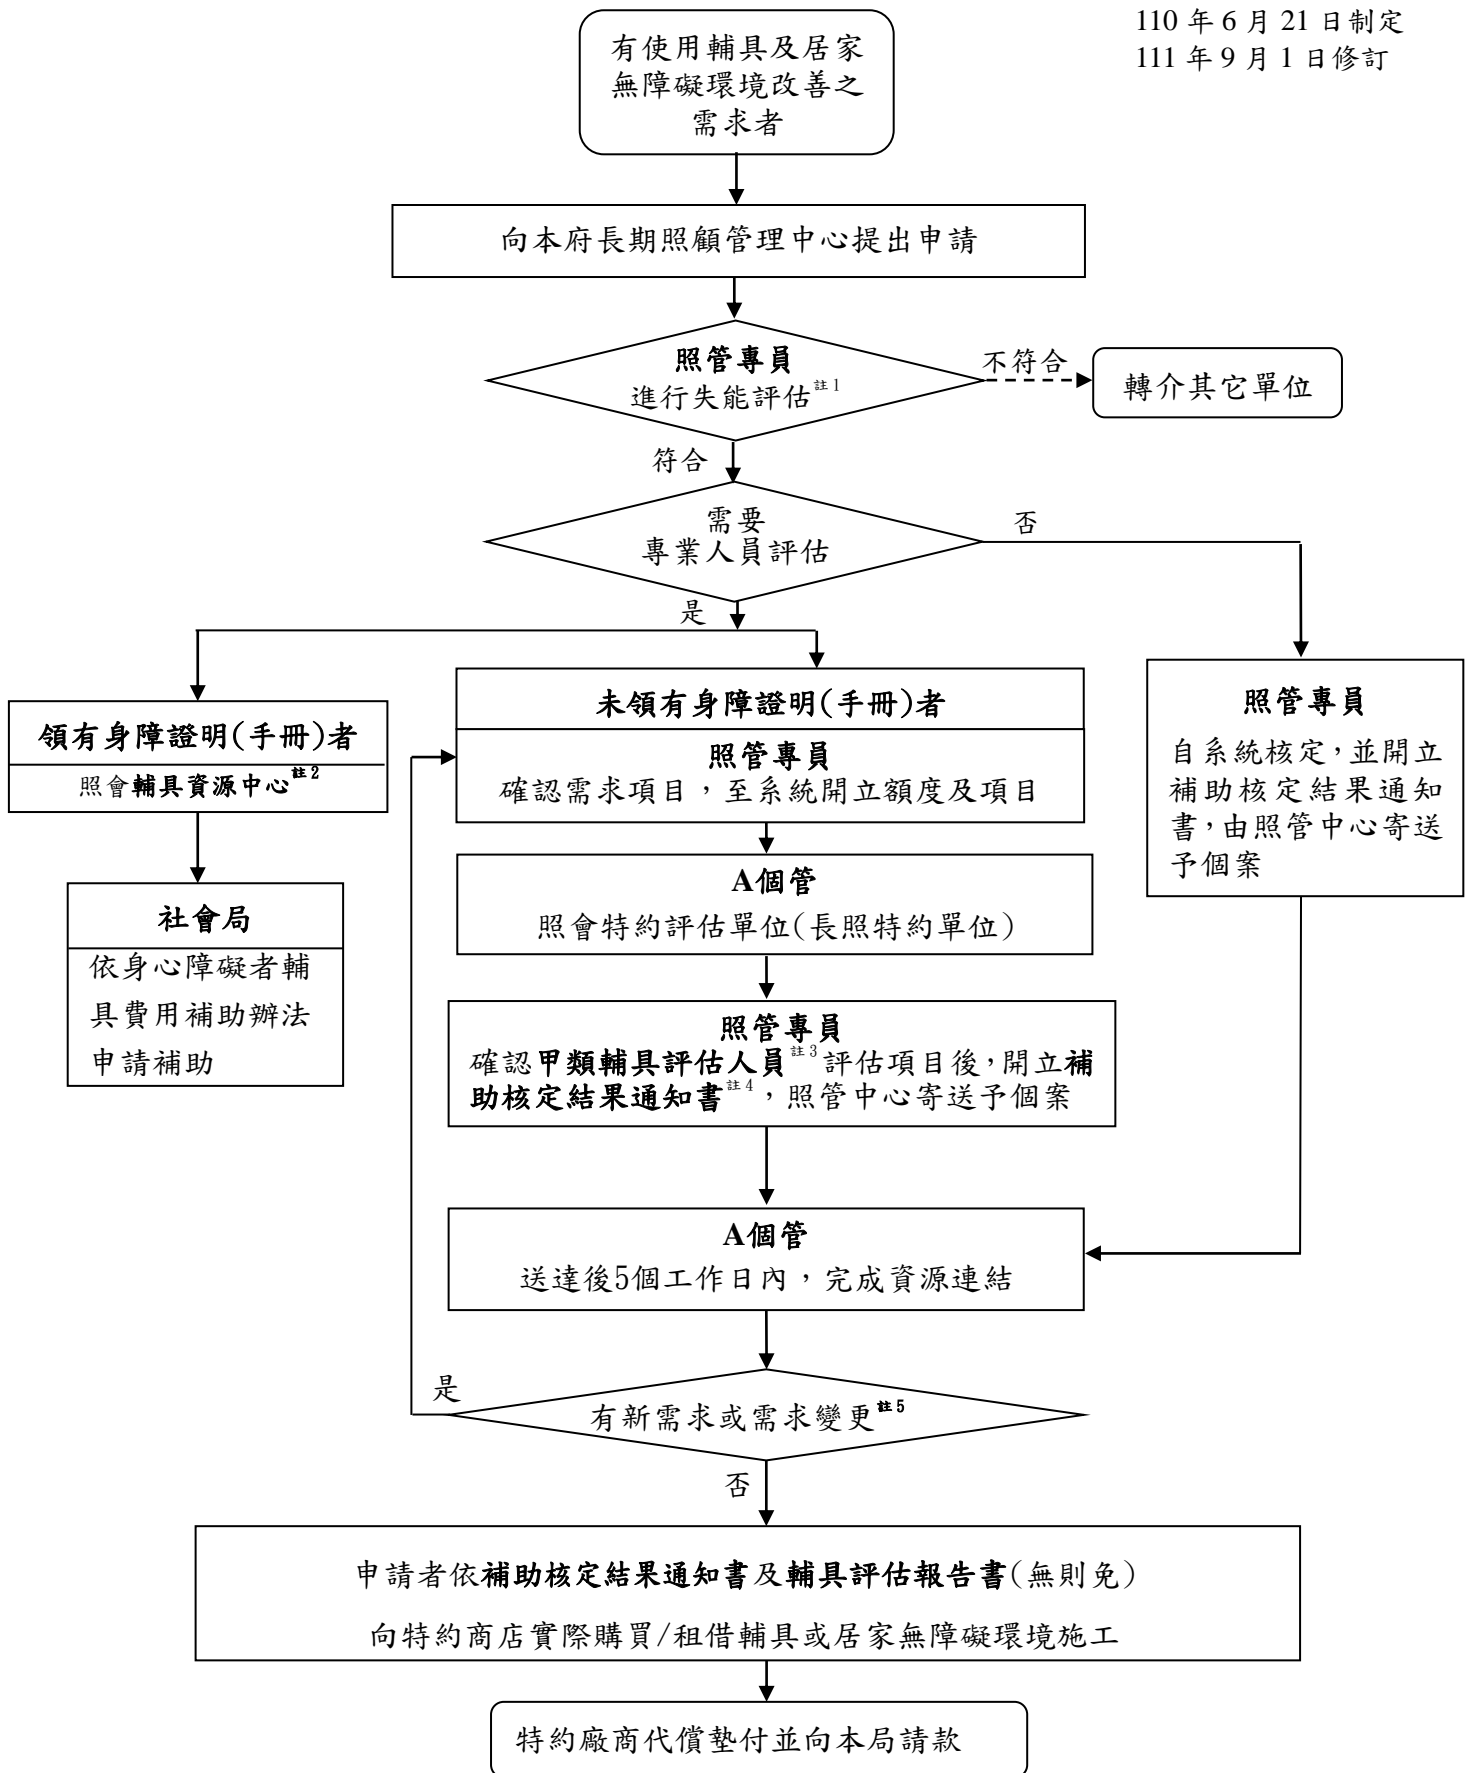 110 年 6 月 21 日制定
111 年 9 月 1 日修訂
有使用輔具及居家
無障礙環境改善之
需求者
向本府長期照顧管理中心提出申請
照管專員
進行失能評估註1
不符合
轉介其它單位
符合
需要
專業人員評估
否
是
領有身障證明(手冊)者
照會輔具資源中心註2
社會局
依身心障礙者輔
具費用補助辦法
申請補助
未領有身障證明(手冊)者
照管專員
確認需求項目，至系統開立額度及項目
A個管
照會特約評估單位(長照特約單位)
照管專員
確認甲類輔具評估人員註3評估項目後，開立補
助核定結果通知書註4，照管中心寄送予個案
照管專員
自系統核定，並開立
補助核定結果通知
書，由照管中心寄送
予個案
A個管
送達後5個工作日內，完成資源連結
是
有新需求或需求變更註5
否
申請者依補助核定結果通知書及輔具評估報告書(無則免)
向特約商店實際購買/租借輔具或居家無障礙環境施工
特約廠商代償墊付並向本局請款